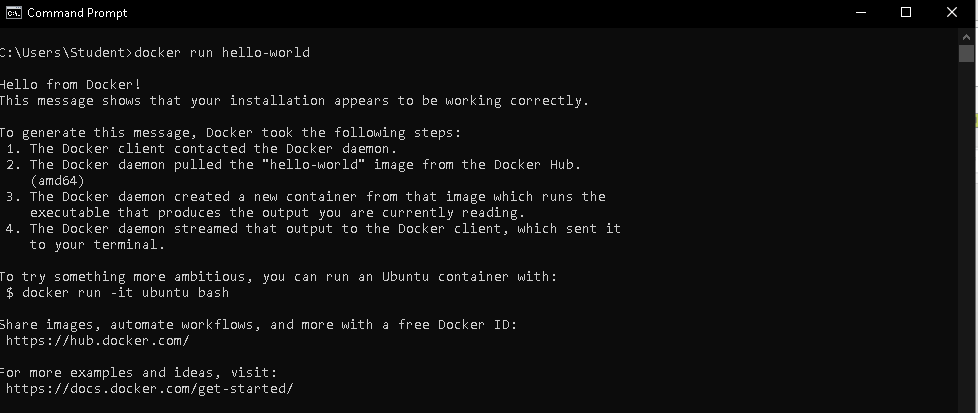 Command Prompt
C:\Users\Student>docker run hello-world
Hello from Docker!
This message shows that your installation appears to be working correctly.
To generate this message, Docker took the following steps:
1. The Docker client contacted the Docker daemon.
2. The Docker daemon pulled the "hello-world" image from the Docker Hub.
(amd64)
3. The Docker daemon created a new container from that image which runs the
executable that produces the output you are currently reading.
4. The Docker daemon streamed that output to the Docker client, which sent it
to your terminal.
To try something more ambitious, you can run an Ubuntu container with:
$ docker run -it ubuntu bash
Share images, automate workflows, and more with a free Docker ID:
https://hub.docker.com/
For more examples and ideas, visit:
https://docs.docker.com/get-started/